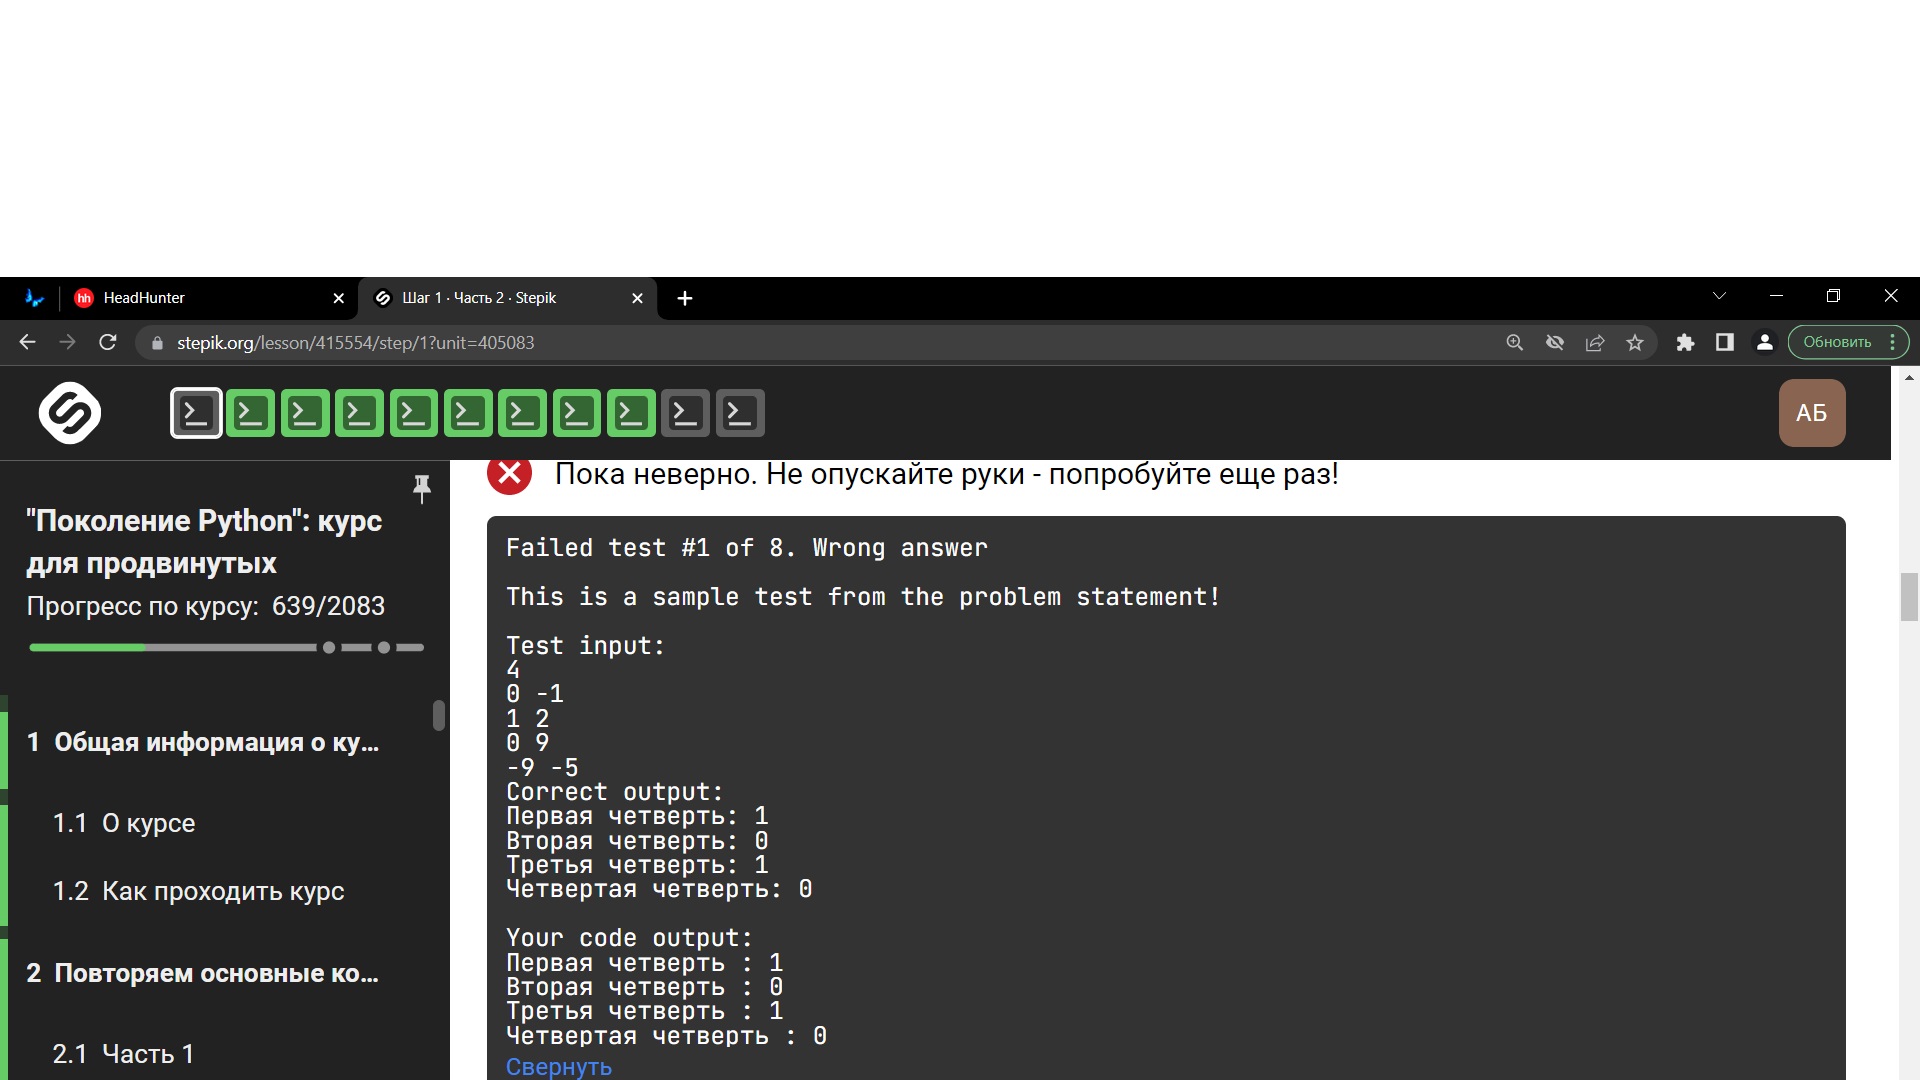 hh HeadHunter
Шаг 1 · Часть 2 · Stepik
stepik.org/lesson/415554/step/1?unit=405083
Обновить
АБ
"Поколение Python": курс
для продвинутых
Прогресс по курсу: 639/2083
1 Общая информация о ку...
1.1 О курсе
1.2 Как проходить курс
2 Повторяем основные ко...
2.1 Часть 1
Пока неверно. Не опускайте руки - попробуйте еще раз!
Failed test #1 of 8. Wrong answer
This is a sample test from the problem statement!
Test input:
4
0 -1
1 2
0 9
-9 -5
Correct output:
Первая четверть: 1
Вторая четверть: 0
Третья четверть: 1
Четвертая четверть: 0
Your code output:
Первая четверть : 1
Вторая четверть : 0
Третья четверть : 1
Четвертая четверть : 0
Свернуть